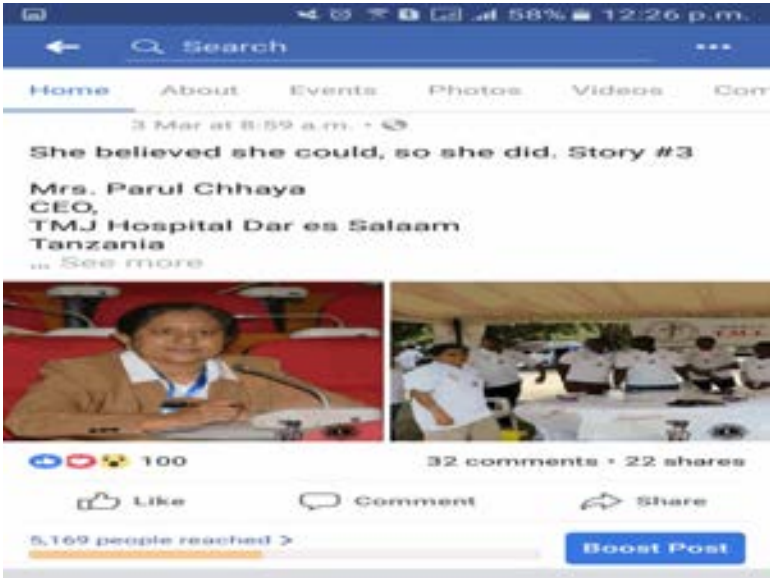 58% 12:26 p.m.
Search
Home About Events Photos Videos Com
3 Mar at 8:59 a.m.
She believed she could, so she did. Story #3
Mrs. Parul Chhaya
CEO,
TMJ Hospital Dar es Salaam
Tanzania
... See more
100
32 comments • 22 shares
Like Comment Share
5,169 people reached >
Boost Post